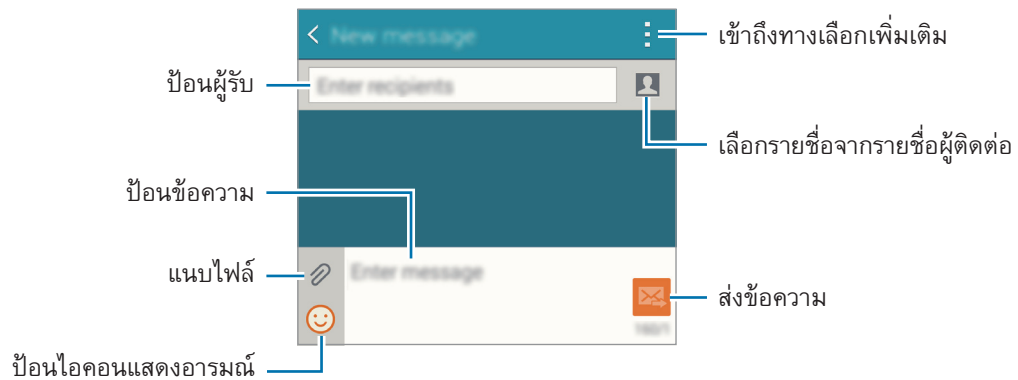 New message
เข้าถึงทางเลือกเพิ่มเติม
ป้อนผู้รับ
Enter recipients
เลือกรายชื่อจากรายชื่อผู้ติดต่อ
ป้อนข้อความ
แนบไฟล์
Enter message
ส่งข้อความ
160/1
ป้อนไอคอนแสดงอารมณ์